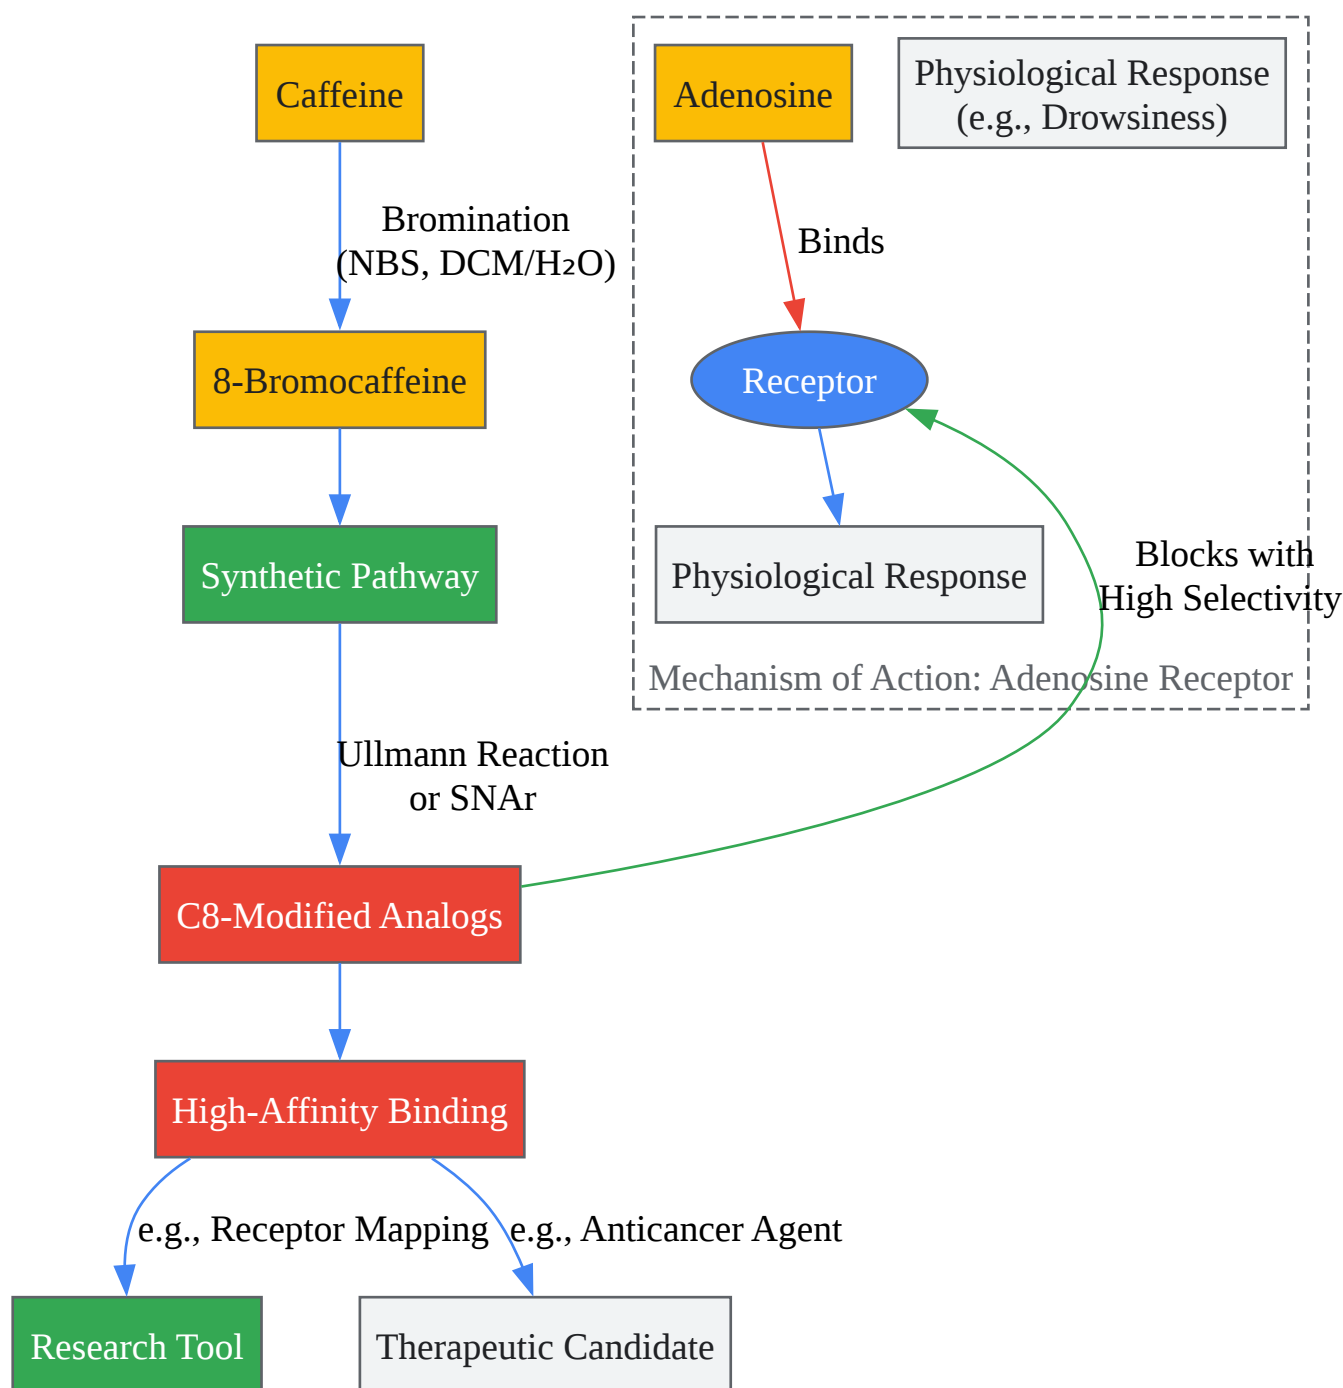 Caffeine
Adenosine
Physiological Response
(e.g., Drowsiness)
Bromination
(NBS, DCM/H₂O)
Binds
8-Bromocaffeine
Receptor
Synthetic Pathway
Physiological Response
Blocks with
High Selectivity
Mechanism of Action: Adenosine Receptor
Ullmann Reaction
or SNAr
C8-Modified Analogs
High-Affinity Binding
e.g., Receptor Mapping
e.g., Anticancer Agent
Research Tool
Therapeutic Candidate